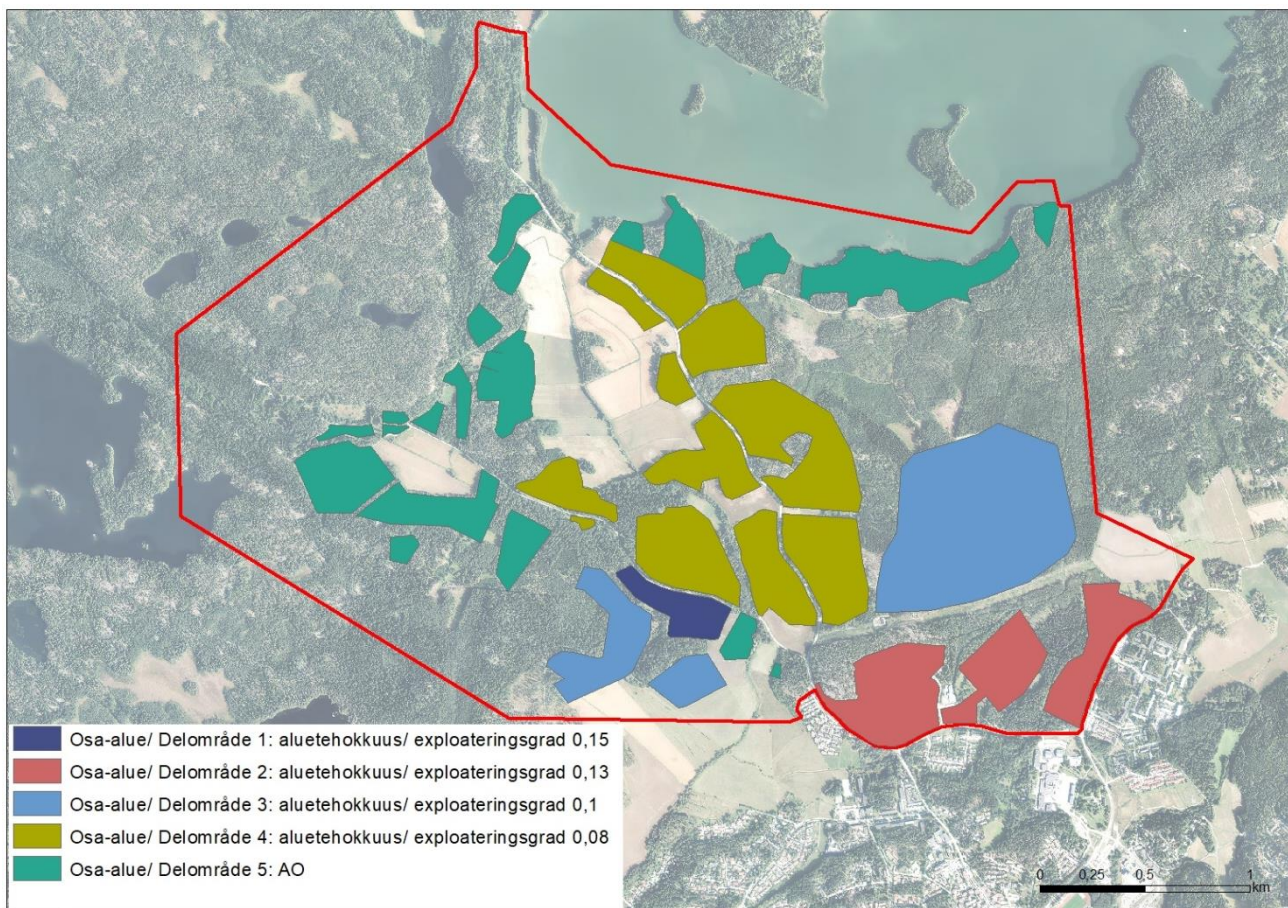 Osa-alue/ Delområde 1: aluetehokkuus/ exploateringsgrad 0,15
Osa-alue/ Delområde 2: aluetehokkuus/ exploateringsgrad 0,13
Osa-alue/ Delområde 3: aluetehokkuus/ exploateringsgrad 0,1
Osa-alue/ Delområde 4: aluetehokkuus/ exploateringsgrad 0,08
Osa-alue/ Delområde 5: AO
0 0,25 0,5 1
km